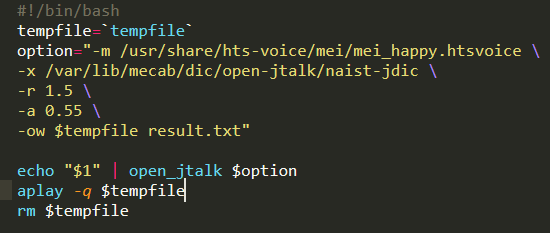 #!/bin/bash
tempfile=`tempfile`
option="-m /usr/share/hts-voice/mei/mei_happy.htsvoice \
-x /var/lib/mecab/dic/open-jtalk/naist-jdic \
-r 1.5 \
-a 0.55 \
-ow $tempfile result.txt"

echo "$1" | open_jtalk $option
aplay -q $tempfile
rm $tempfile